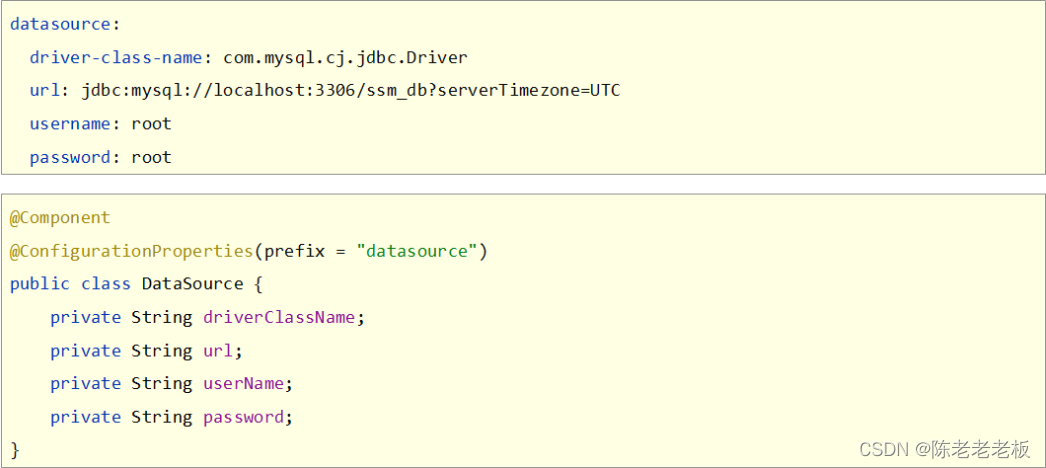 datasource:
  driver-class-name: com.mysql.cj.jdbc.Driver
  url: jdbc:mysql://localhost:3306/ssm_db?serverTimezone=UTC
  username: root
  password: root
@Component
@ConfigurationProperties(prefix = "datasource")
public class DataSource {
    private String driverClassName;
    private String url;
    private String userName;
    private String password;
}
CSDN @陈老老老板